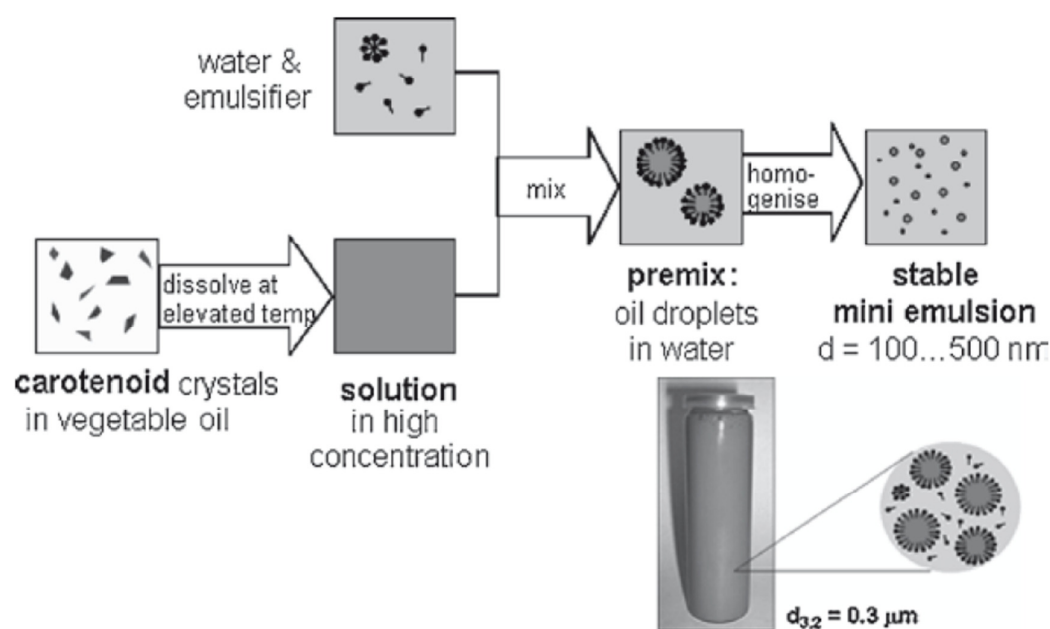 water &
emulsifier
mix
homo-
genise
dissolve at
elevated temp
premix:
oil droplets
in water
stable
mini emulsion
d = 100...500 nm
carotenoid crystals
in vegetable oil
solution
in high
concentration
d3,2 = 0.3 μm